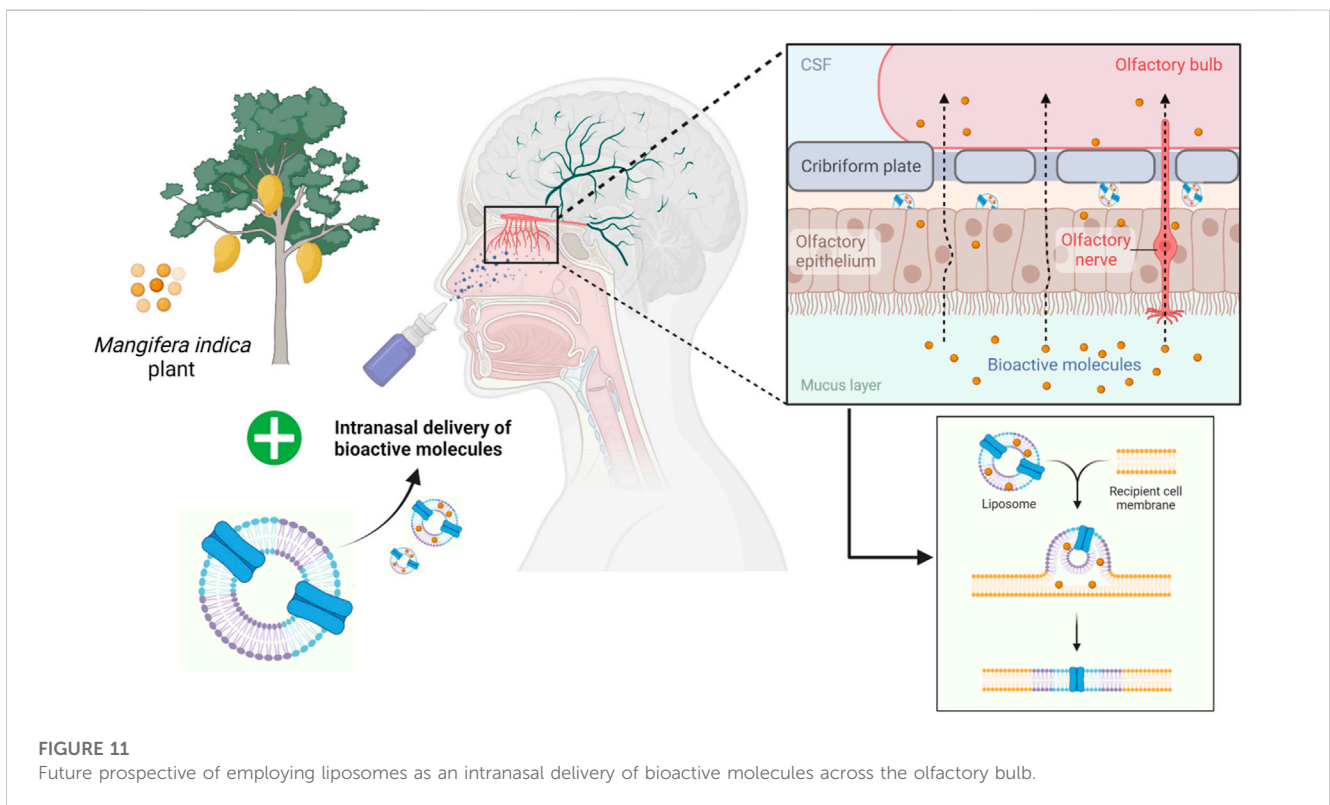 Mangifera indica
plant
Intranasal delivery of
bioactive molecules
CSF
Olfactory bulb
Cribriform plate
Olfactory
epithelium
Olfactory
nerve
Bioactive molecules
Mucus layer
Liposome
Recipient cell
membrane
FIGURE 11
Future prospective of employing liposomes as an intranasal delivery of bioactive molecules across the olfactory bulb.